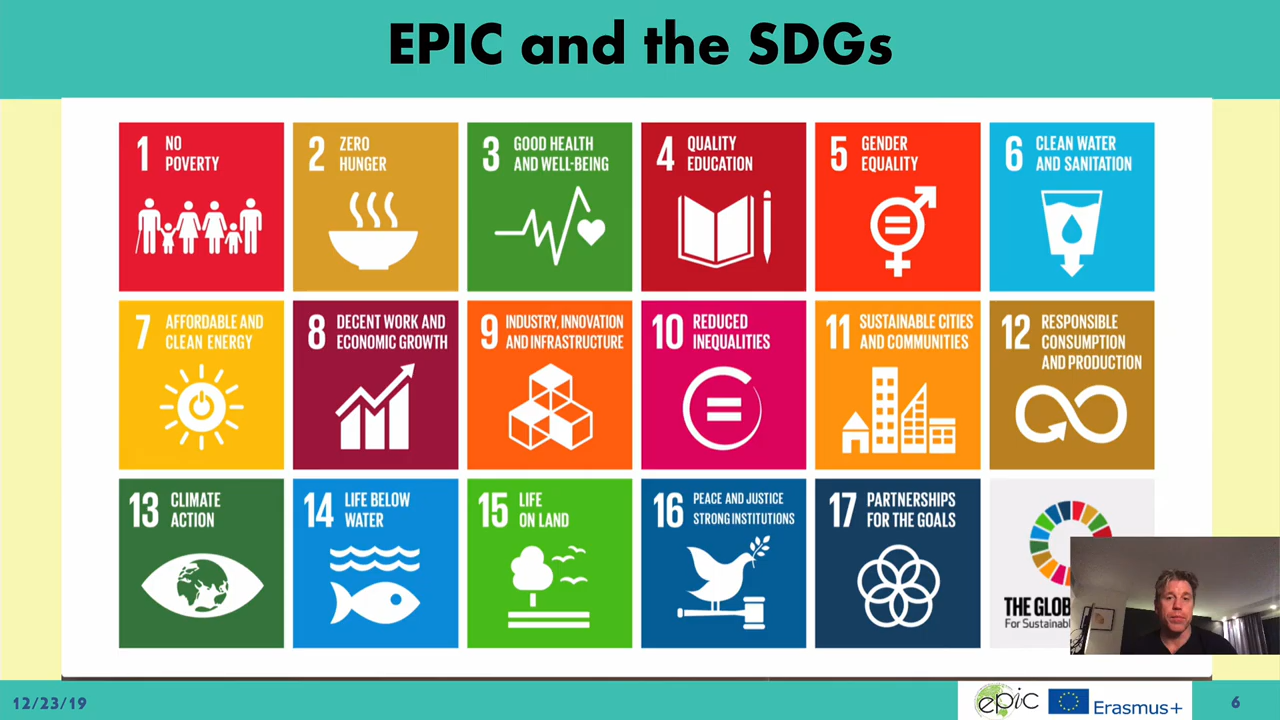 EPIC and the SDGs
1 NO
POVERTY
2 ZERO
HUNGER
3 GOOD HEALTH
AND WELL-BEING
4 QUALITY
EDUCATION
5 GENDER
EQUALITY
6 CLEAN WATER
AND SANITATION
7 AFFORDABLE AND
CLEAN ENERGY
8 DECENT WORK AND
ECONOMIC GROWTH
9 INDUSTRY, INNOVATION
AND INFRASTRUCTURE
10 REDUCED
INEQUALITIES
11 SUSTAINABLE CITIES
AND COMMUNITIES
12 RESPONSIBLE
CONSUMPTION
AND PRODUCTION
13 CLIMATE
ACTION
14 LIFE BELOW
WATER
15 LIFE
ON LAND
16 PEACE AND JUSTICE
STRONG INSTITUTIONS
17 PARTNERSHIPS
FOR THE GOALS
THE
For
12/23/19
epic
Erasmus+
6